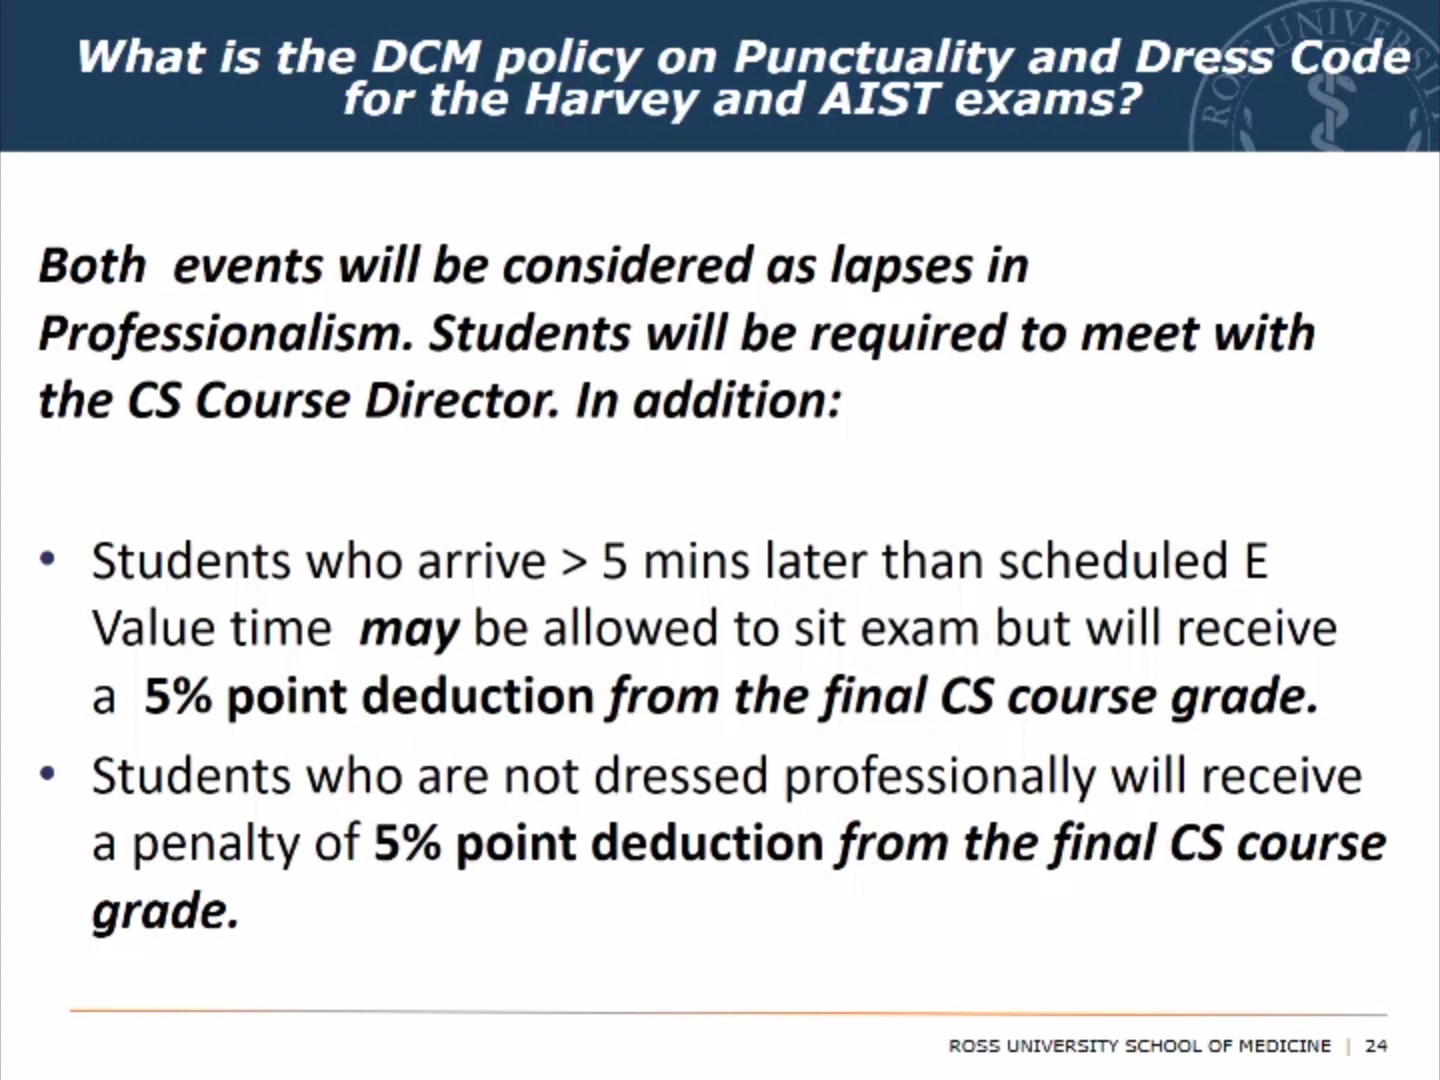 What is the DCM policy on Punctuality and Dress Code
for the Harvey and AIST exams?
ROSS UNIVERSIT
Both events will be considered as lapses in
Professionalism. Students will be required to meet with
the CS Course Director. In addition:
• Students who arrive > 5 mins later than scheduled E
Value time may be allowed to sit exam but will receive
a 5% point deduction from the final CS course grade.
• Students who are not dressed professionally will receive
a penalty of 5% point deduction from the final CS course
grade.
ROSS UNIVERSITY SCHOOL OF MEDICINE | 24